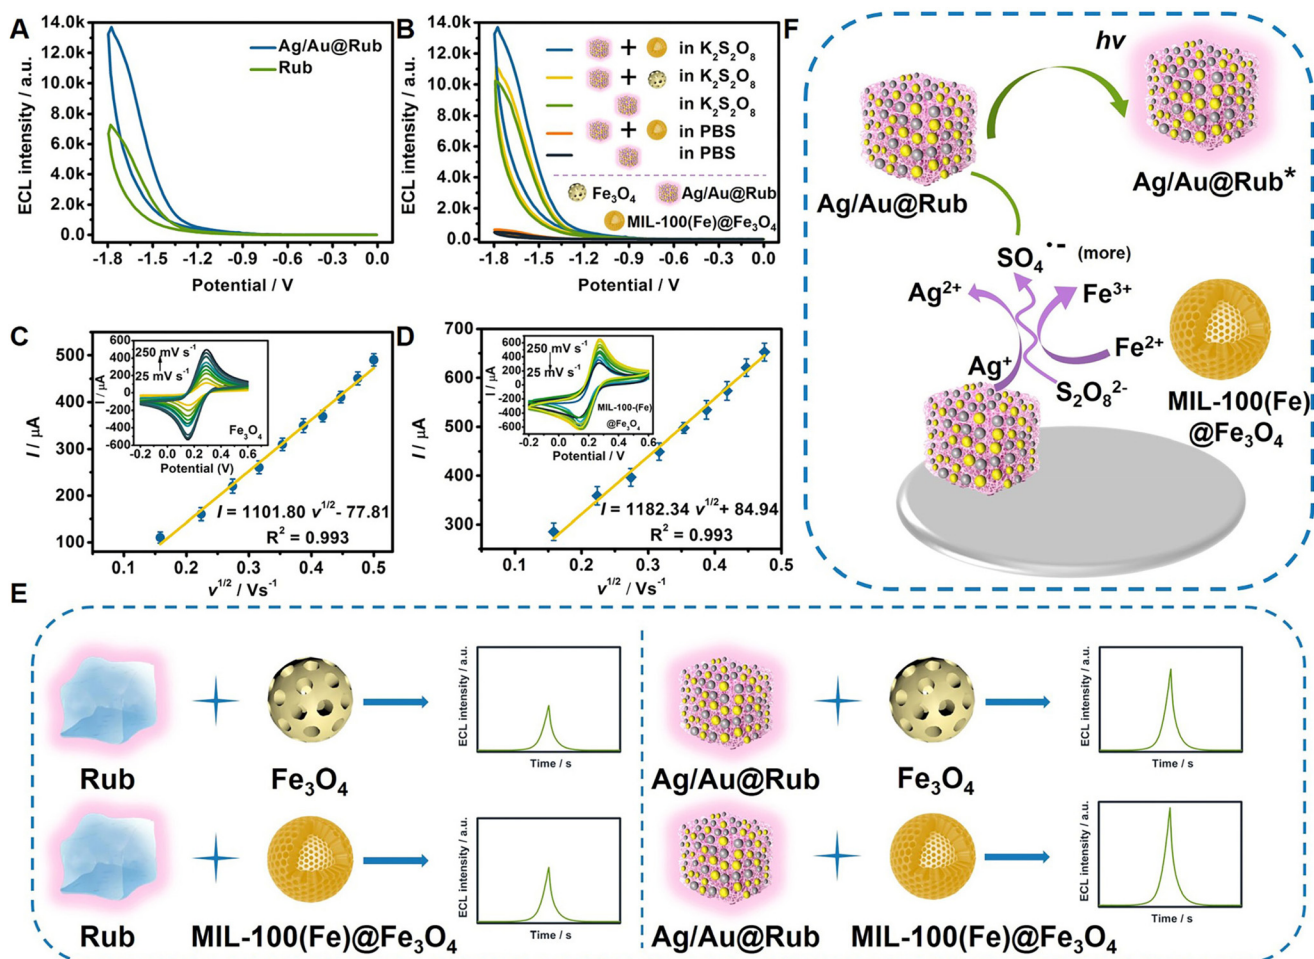 A
ECL intensity / a.u.
14.0k
12.0k
10.0k
8.0k
6.0k
4.0k
2.0k
0.0
Ag/Au@Rub
Rub
-1.8
-1.5
-1.2
-0.9
-0.6
-0.3
0.0
Potential / V
B
ECL intensity / a.u.
14.0k
12.0k
10.0k
8.0k
6.0k
4.0k
2.0k
0.0
+ in K₂S₂O₈
+ in K₂S₂O₈
in K₂S₂O₈
+ in PBS
in PBS
Fe₃O₄ Ag/Au@Rub
MIL-100(Fe)@Fe₃O₄
-1.8
-1.5
-1.2
-0.9
-0.6
-0.3
0.0
Potential / V
C
I / μA
500
400
300
200
100
I / μA
600
400
200
0
-200
-400
-600
250 mV s⁻¹
25 mV s⁻¹
Fe₃O₄
-0.2
0.0
0.2
0.4
0.6
Potential (V)
I = 1101.80 v¹ᐟ² - 77.81
R² = 0.993
0.1
0.2
0.3
0.4
0.5
v¹ᐟ² / Vs⁻¹
D
I / μA
700
600
500
400
300
I / μA
600
400
200
0
-200
-400
-600
250 mV s⁻¹
25 mV s⁻¹
MIL-100-(Fe)
@Fe₃O₄
-0.2
0.0
0.2
0.4
0.6
Potential / V
I = 1182.34 v¹ᐟ² + 84.94
R² = 0.993
0.1
0.2
0.3
0.4
0.5
v¹ᐟ² / Vs⁻¹
F
hv
Ag/Au@Rub
Ag/Au@Rub*
SO₄•⁻ (more)
Ag²⁺
Fe³⁺
Ag⁺
Fe²⁺
S₂O₈²⁻
MIL-100(Fe)
@Fe₃O₄
E
Rub
Fe₃O₄
ECL intensity / a.u.
Time / s
Ag/Au@Rub
Fe₃O₄
ECL intensity / a.u.
Time / s
Rub
MIL-100(Fe)@Fe₃O₄
ECL intensity / a.u.
Time / s
Ag/Au@Rub
MIL-100(Fe)@Fe₃O₄
ECL intensity / a.u.
Time / s